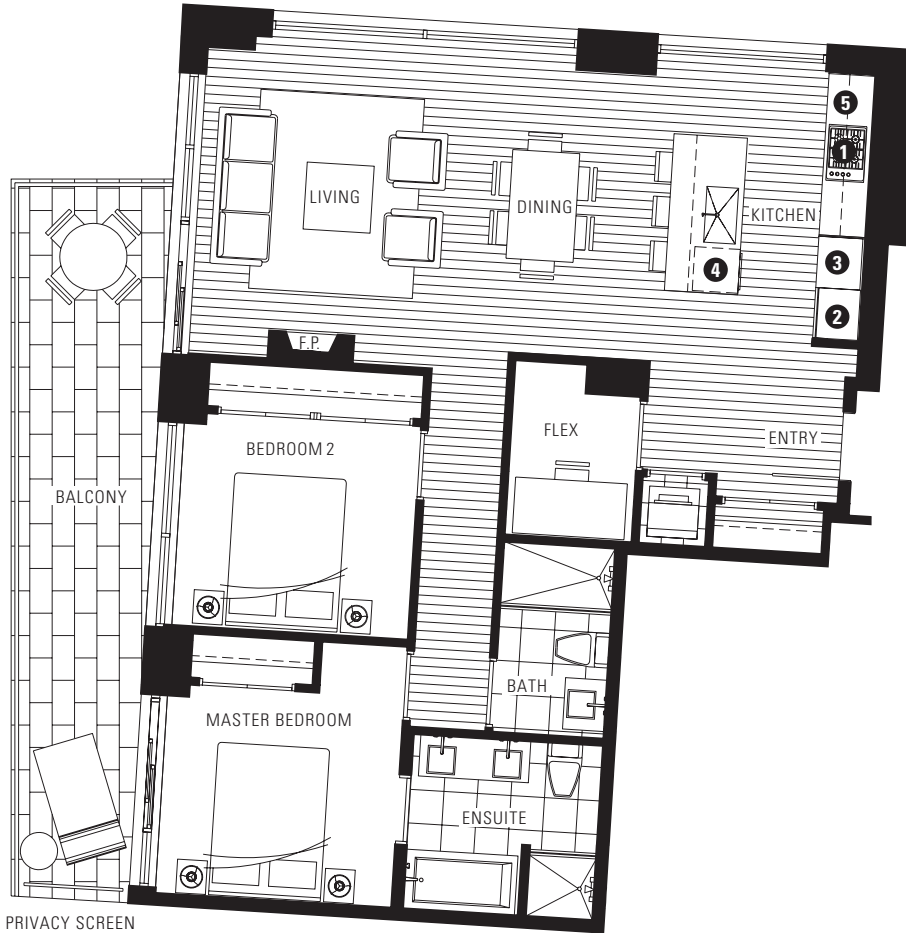 5
1
LIVING
DINING
KITCHEN
3
4
2
F.P.
FLEX
ENTRY
BEDROOM 2
BALCONY
BATH
MASTER BEDROOM
ENSUITE
PRIVACY SCREEN